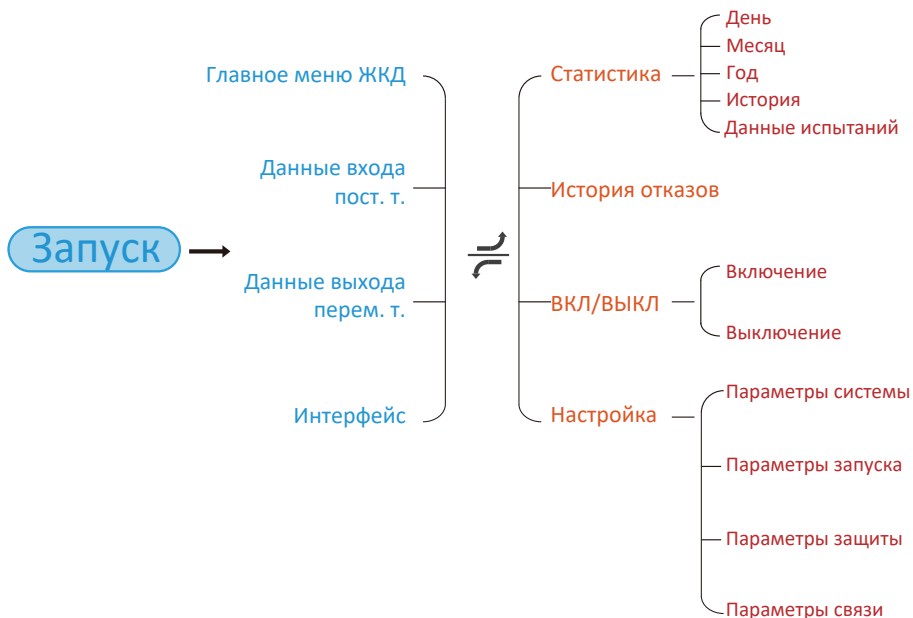 Запуск
Главное меню ЖКД
Данные входа
пост. т.
Данные выхода
перем. т.
Интерфейс
Статистика
День
Месяц
Год
История
Данные испытаний
История отказов
ВКЛ/ВЫКЛ
Включение
Выключение
Настройка
Параметры системы
Параметры запуска
Параметры защиты
Параметры связи